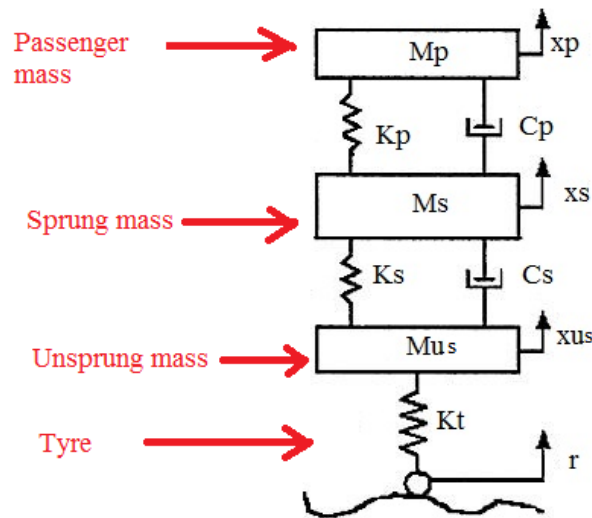 Passenger
mass
Mp
xp
Kp
Cp
Sprung mass
Ms
xs
Ks
Cs
Unsprung mass
Mus
xus
Tyre
Kt
r